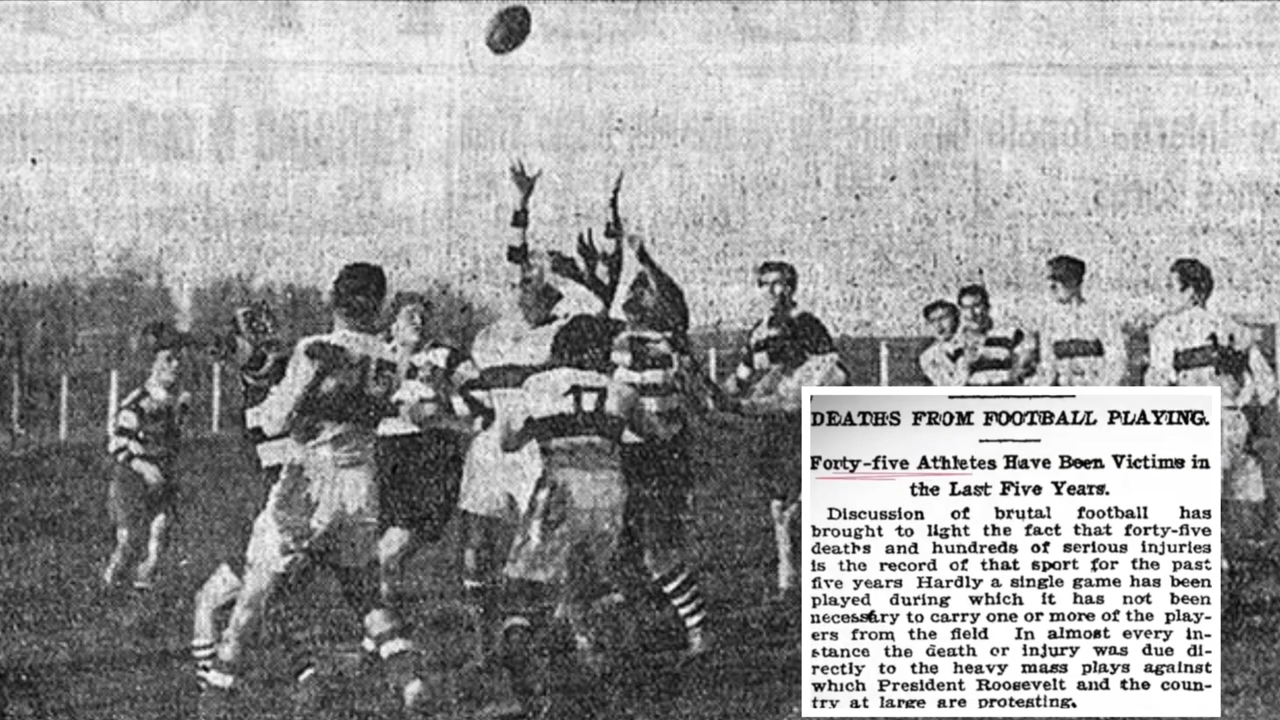 DEATHS FROM FOOTBALL PLAYING.
Forty-five Athletes Have Been Victims in
the Last Five Years.
Discussion of brutal football has
brought to light the fact that forty-five
deaths and hundreds of serious injuries
is the record of that sport for the past
five years Hardly a single game has been
played during which it has not been
necessary to carry one or more of the play-
ers from the field In almost every in-
stance the death or injury was due di-
rectly to the heavy mass plays against
which President Roosevelt and the coun-
try at large are protesting.